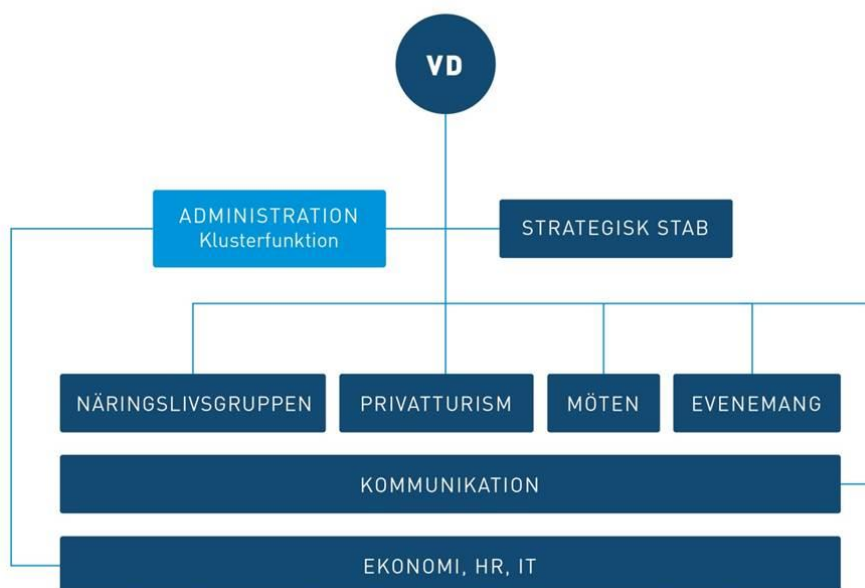 VD
ADMINISTRATION
Klusterfunktion
STRATEGISK STAB
NÄRINGSLIVSGRUPPEN
PRIVATTURISM
MÖTEN
EVENEMANG
KOMMUNIKATION
EKONOMI, HR, IT